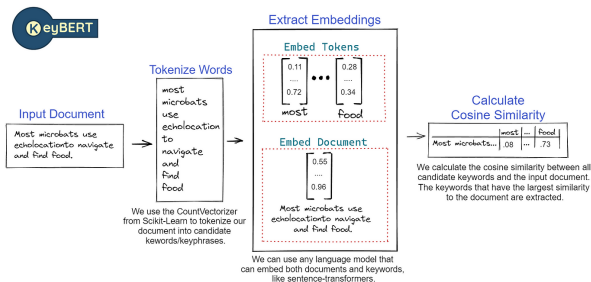 KeyBERT
Input Document
Most microbats use
echolocationto navigate
and find food.
Tokenize Words
most
microbats
use
echolocation
to
navigate
and
find
food
We use the CountVectorizer
from Scikit-Learn to tokenize our
document into candidate
kewords/keyphrases.
Extract Embeddings
Embed Tokens
0.11 0.28
.... ....
0.72 0.34
most food
Embed Document
0.55
....
0.96
Most microbats use
echolocationto navigate
and find food.
We can use any language model that
can embed both documents and keywords,
like sentence-transformers.
Calculate
Cosine Similarity
most ... food
Most microbats... .08 ... .73
We calculate the cosine similarity between all
candidate keywords and the input document.
The keywords that have the largest similarity
to the document are extracted.